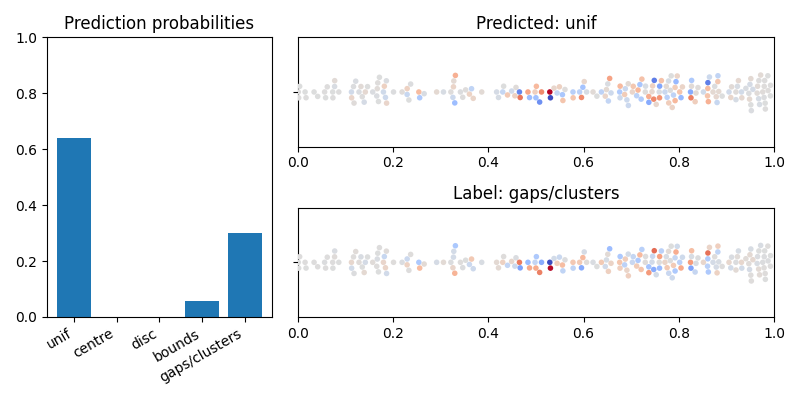 Prediction probabilities
1.0
0.8
0.6
0.4
0.2
0.0
unif
centre
disc
bounds
gaps/clusters
Predicted: unif
0.0 0.2 0.4 0.6 0.8 1.0
Label: gaps/clusters
0.0 0.2 0.4 0.6 0.8 1.0